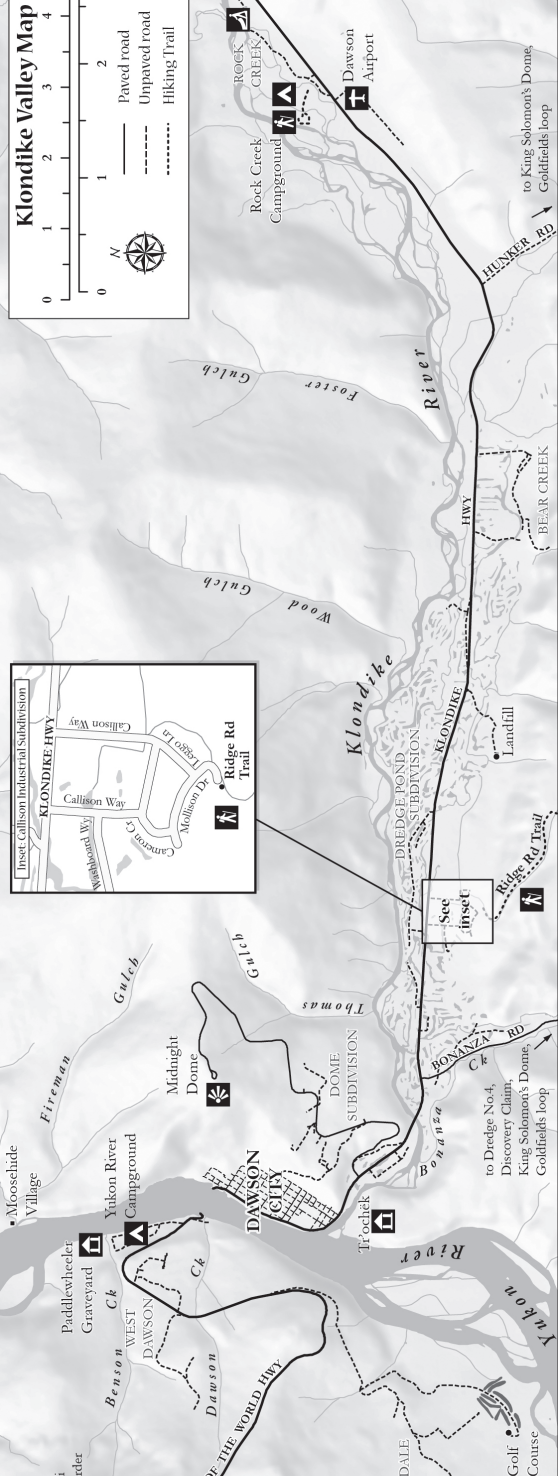 Klondike Valley Map
0 1 2 3 4
0 1 2
N
Paved road
Unpaved road
Hiking Trail
Moosehide
Village
Fireman Gulch
Paddlewheeler
Graveyard
Yukon River
Campground
Benson Ck
WEST
DAWSON
Dawson Ck
OF THE WORLD HWY
rder
DALE
Golf
Course
Yukon River
DAWSON
CITY
Tr'ochëk
Midnight
Dome
DOME
SUBDIVISION
Thomas Gulch
Bonanza Ck
BONANZA RD
to Dredge No.4,
Discovery Claim,
King Solomon's Dome,
Goldfields loop
Inset: Callison Industrial Subdivision
KLONDIKE HWY
Washboard Wy
Callison Way
Callison Way
Cameron Cr
Mollison Dr
Leggo Ln
Ridge Rd
Trail
See
inset
Ridge Rd Trail
DREDGE POND
SUBDIVISION
Klondike River
KLONDIKE HWY
Landfill
Wood Gulch
Foster Gulch
BEAR CREEK
HUNKER RD
to King Solomon's Dome,
Goldfields loop
Rock Creek
Campground
ROCK
CREEK
Dawson
Airport